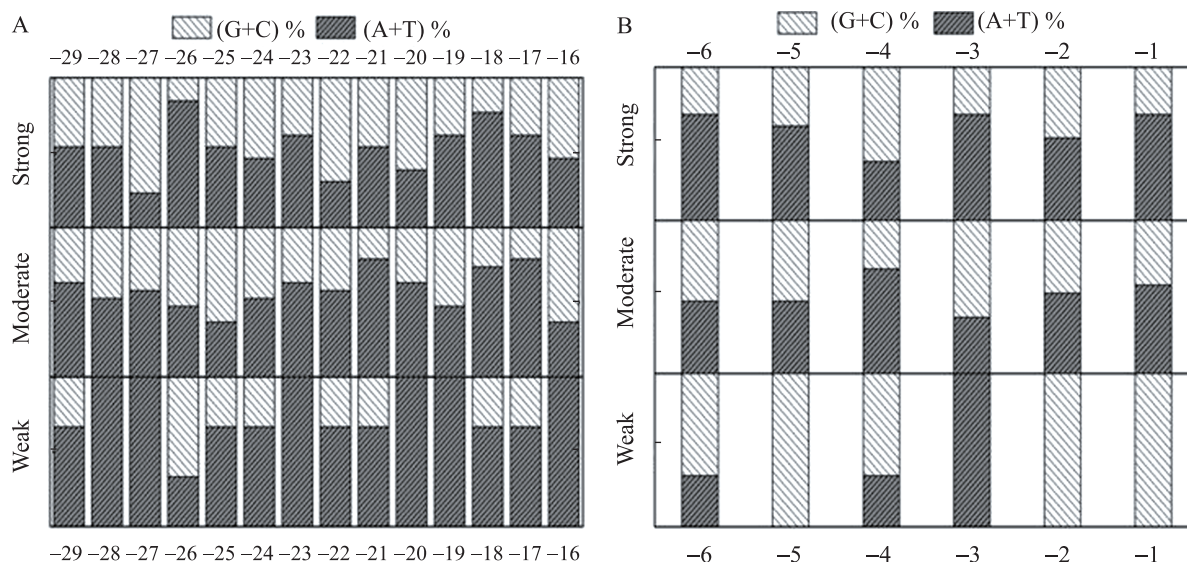 A
(G+C) % (A+T) %
–29 –28 –27 –26 –25 –24 –23 –22 –21 –20 –19 –18 –17 –16
Strong
Moderate
Weak
–29 –28 –27 –26 –25 –24 –23 –22 –21 –20 –19 –18 –17 –16
B
(G+C) % (A+T) %
–6 –5 –4 –3 –2 –1
Strong
Moderate
Weak
–6 –5 –4 –3 –2 –1